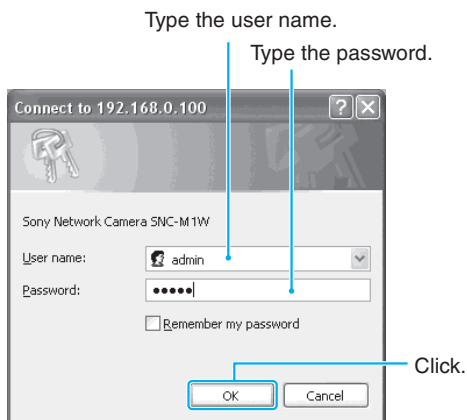 Type the user name.
Type the password.
Connect to 192.168.0.100
Sony Network Camera SNC-M1W
User name:
admin
Password:
•••••
Remember my password
Click.
OK
Cancel